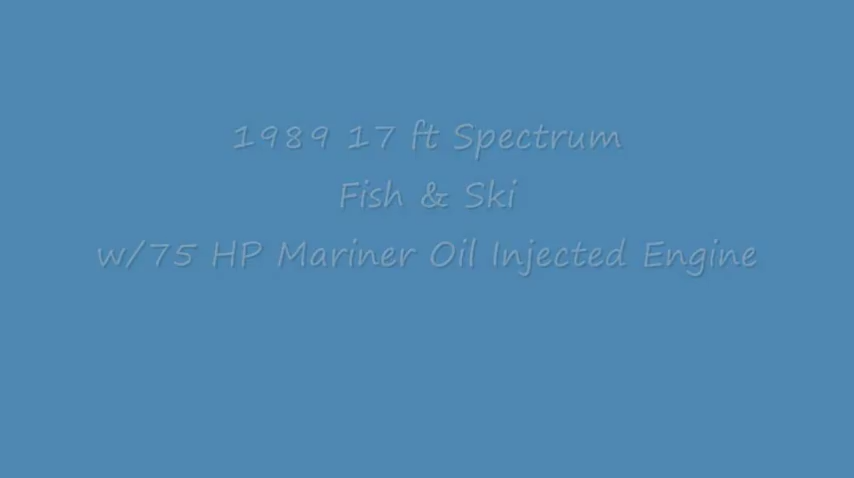 1989 17 ft Spectrum
Fish & Ski
w/75 HP Mariner Oil Injected Engine